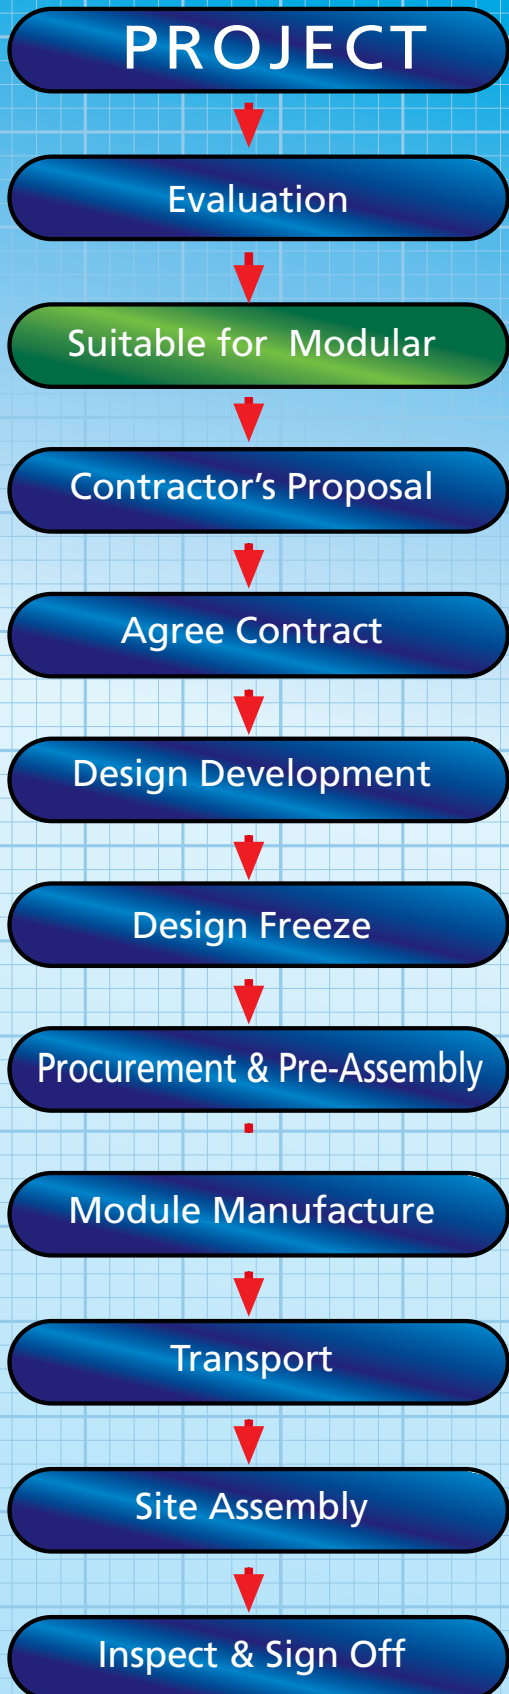 PROJECT
Evaluation
Suitable for Modular
Contractor's Proposal
Agree Contract
Design Development
Design Freeze
Procurement & Pre-Assembly
Module Manufacture
Transport
Site Assembly
Inspect & Sign Off